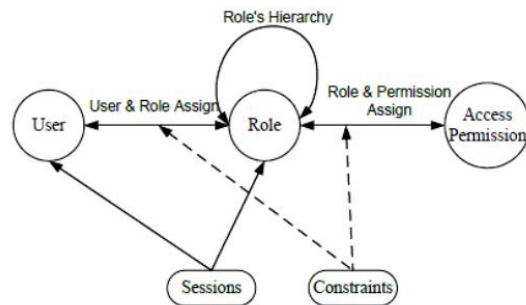 Role's Hierarchy
User & Role Assign
Role & Permission
Assign
User
Role
Access
Permission
Sessions
Constraints